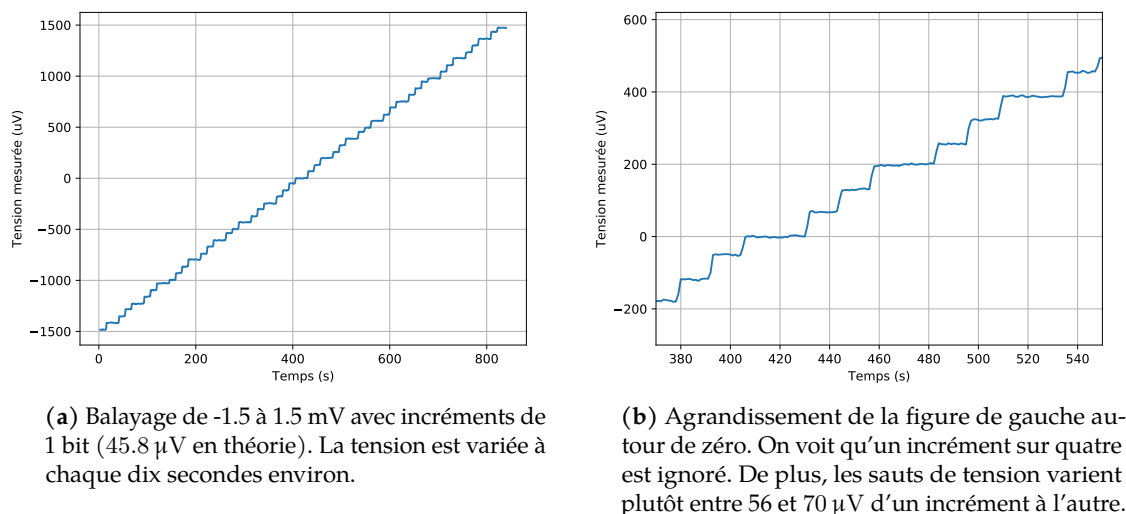 1500
1000
500
0
−500
−1000
−1500
Tension mesurée (uV)
0 200 400 600 800
Temps (s)
600
400
200
0
−200
Tension mesurée (uV)
380 400 420 440 460 480 500 520 540
Temps (s)
(a) Balayage de -1.5 à 1.5 mV avec incréments de
1 bit (45.8 µV en théorie). La tension est variée à
chaque dix secondes environ.
(b) Agrandissement de la figure de gauche au-
tour de zéro. On voit qu'un incrément sur quatre
est ignoré. De plus, les sauts de tension varient
plutôt entre 56 et 70 µV d'un incrément à l'autre.